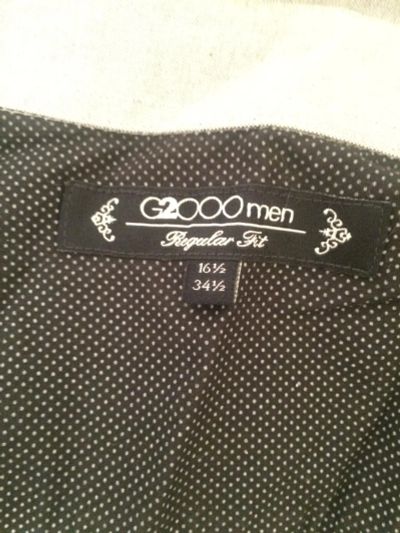 G2000 men
Regular Fit
16½
34½